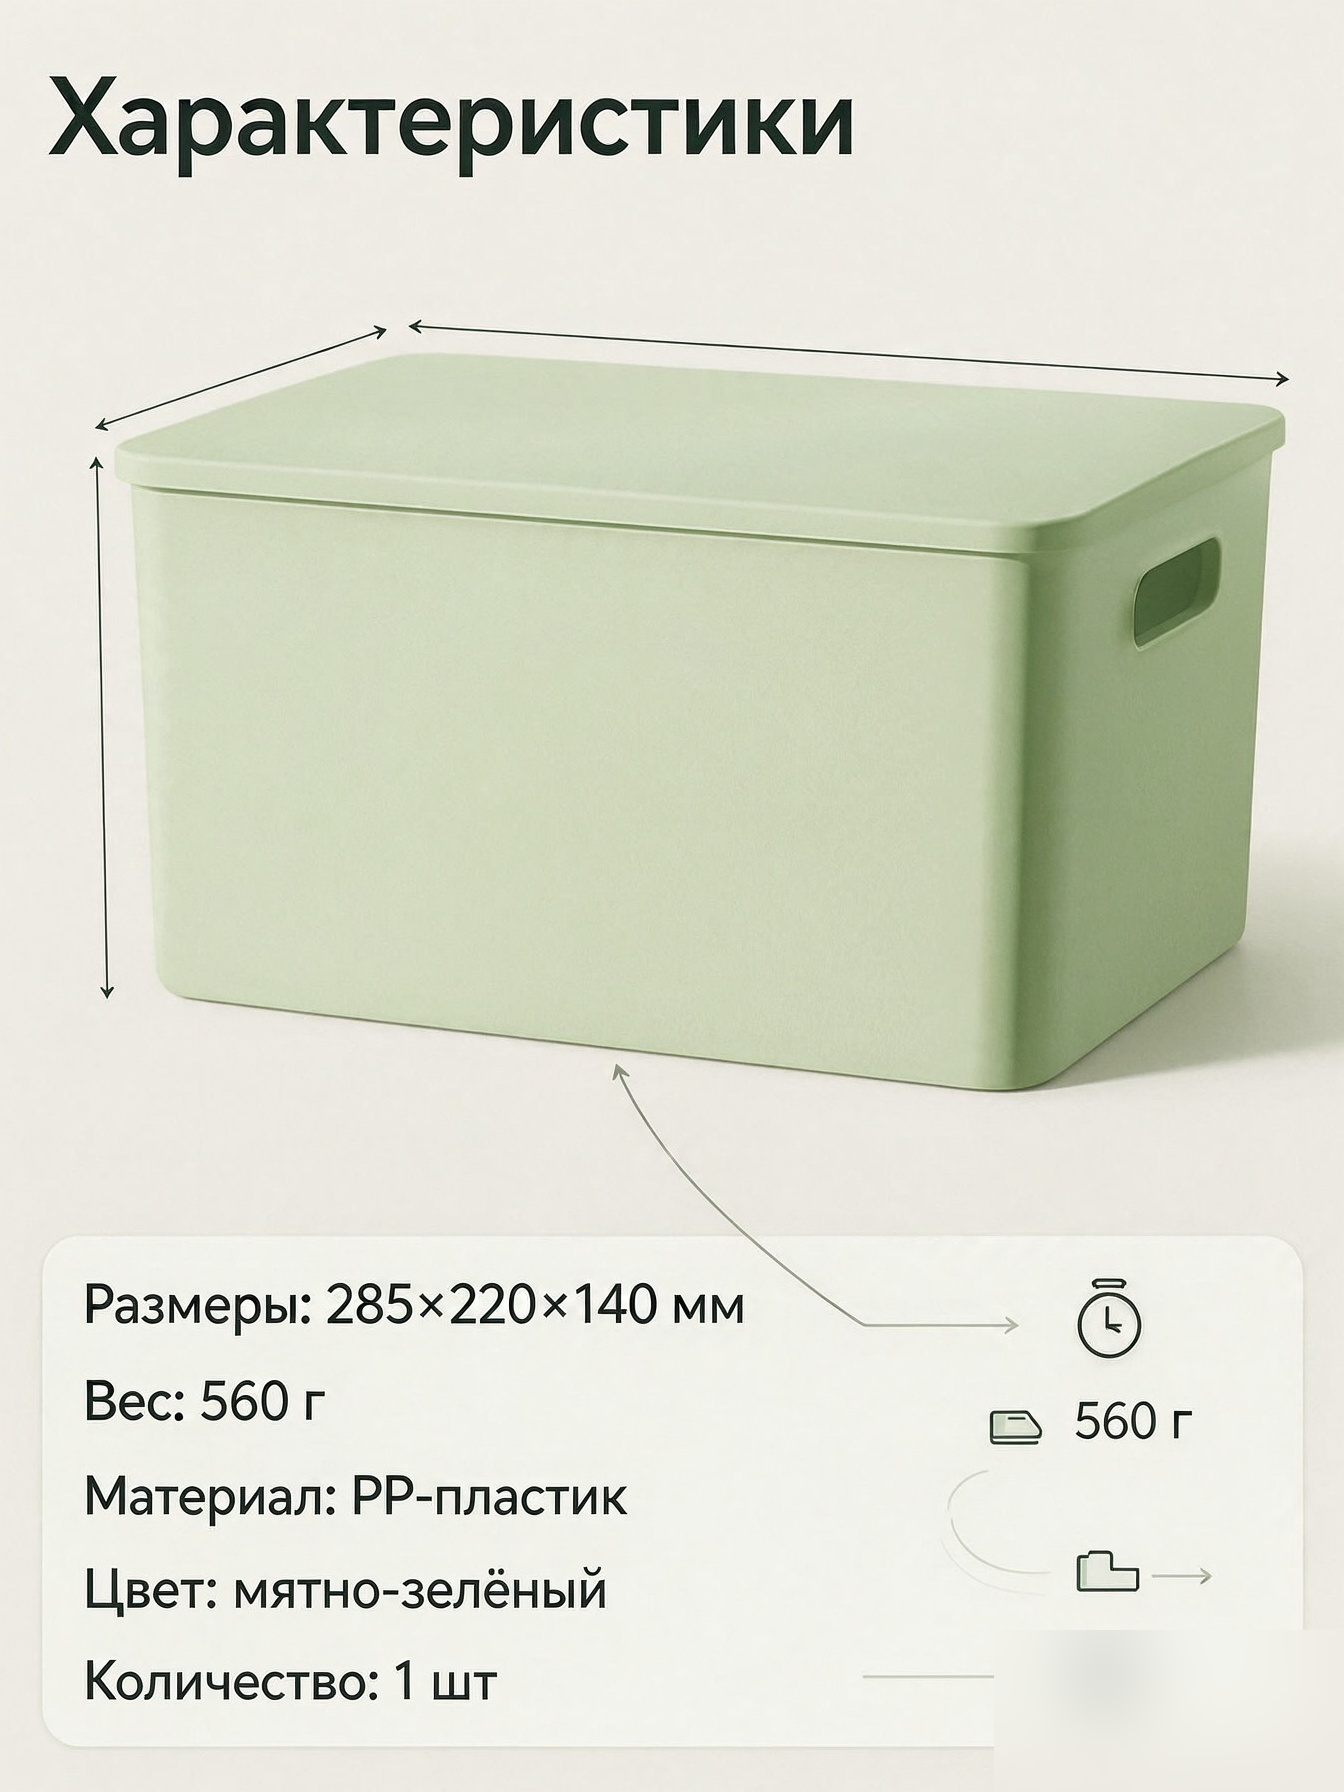 Характеристики
Размеры: 285×220×140 мм
Вес: 560 г
560 г
Материал: PP-пластик
Цвет: мятно-зелёный
Количество: 1 шт